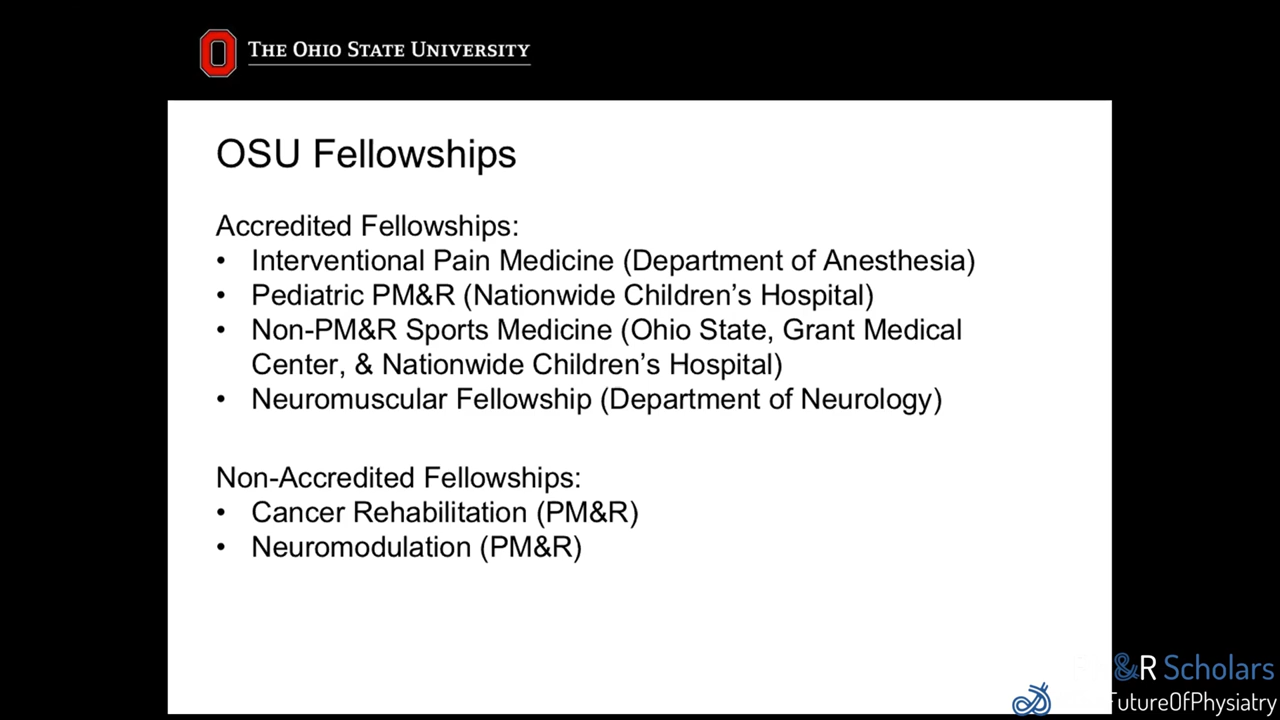 THE OHIO STATE UNIVERSITY
OSU Fellowships
Accredited Fellowships:
• Interventional Pain Medicine (Department of Anesthesia)
• Pediatric PM&R (Nationwide Children’s Hospital)
• Non-PM&R Sports Medicine (Ohio State, Grant Medical
Center, & Nationwide Children’s Hospital)
• Neuromuscular Fellowship (Department of Neurology)
Non-Accredited Fellowships:
• Cancer Rehabilitation (PM&R)
• Neuromodulation (PM&R)
&R Scholars
FutureOfPhysiatry